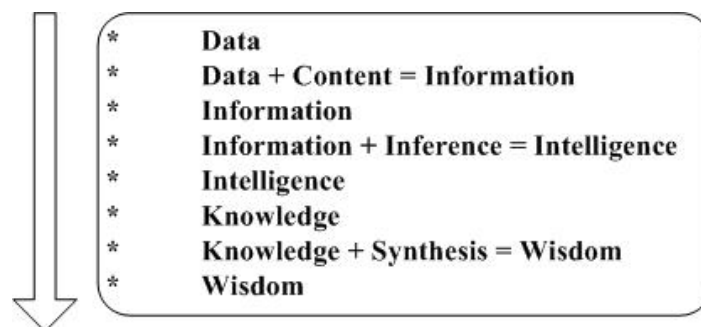 * Data
* Data + Content = Information
* Information
* Information + Inference = Intelligence
* Intelligence
* Knowledge
* Knowledge + Synthesis = Wisdom
* Wisdom